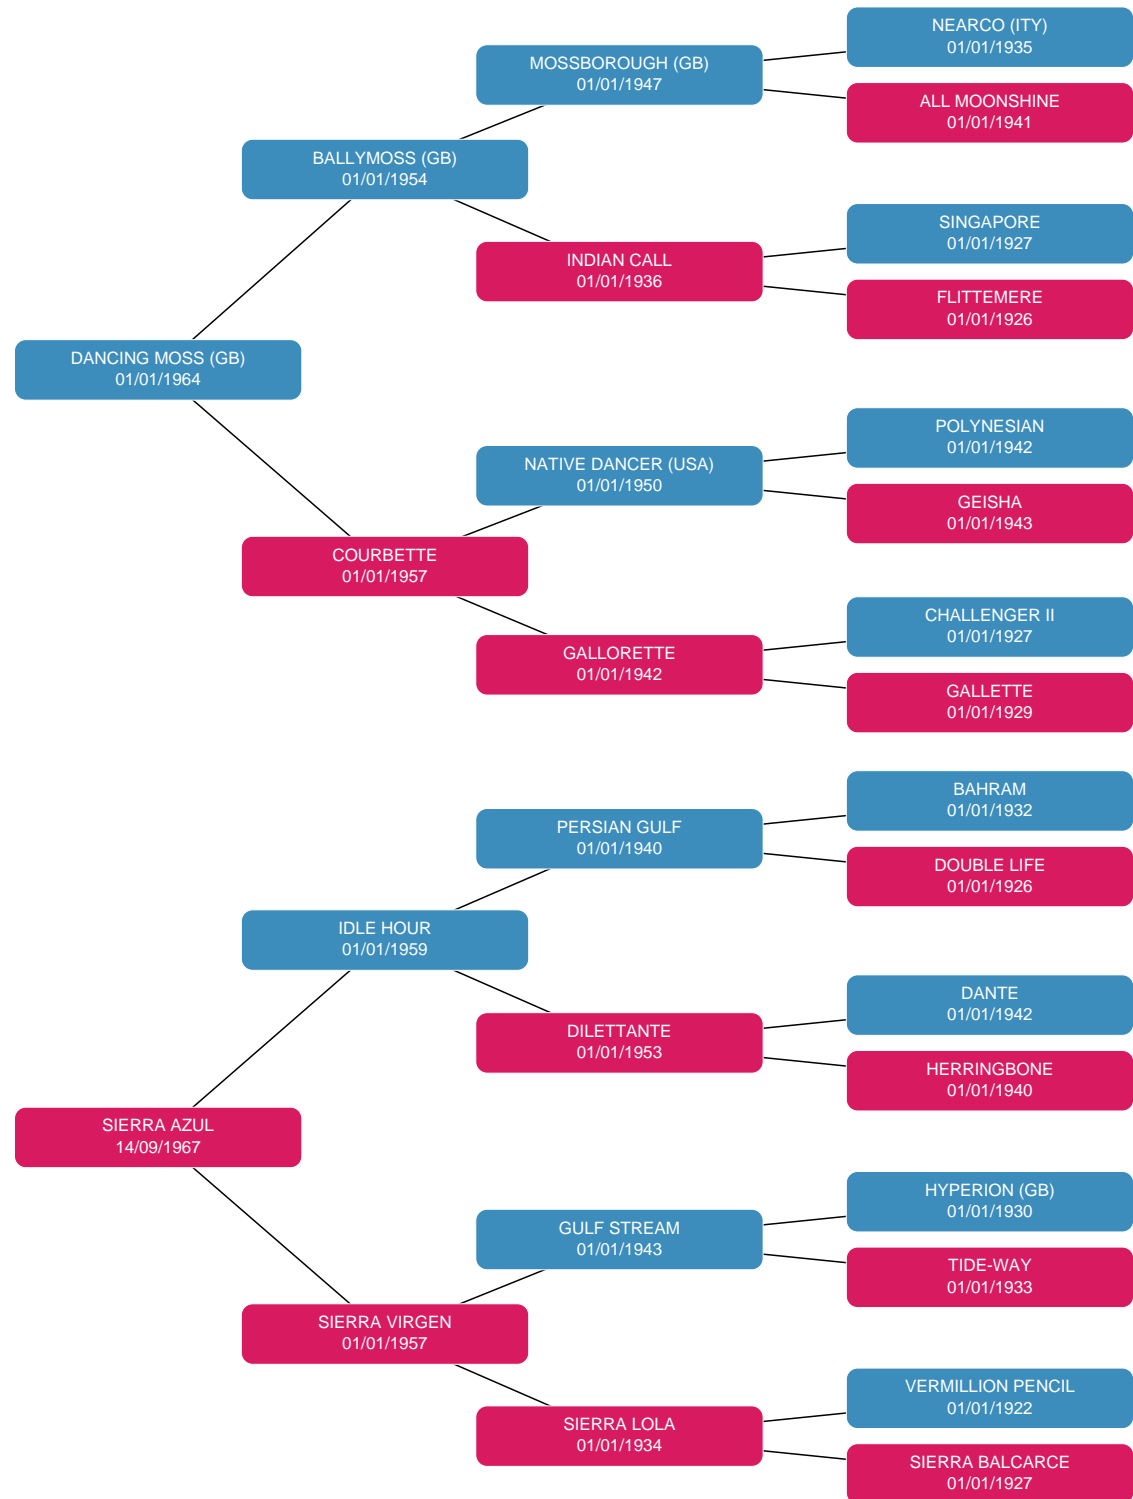 NEARCO (ITY)
01/01/1935
MOSSBOROUGH (GB)
01/01/1947
ALL MOONSHINE
01/01/1941
BALLYMOSS (GB)
01/01/1954
SINGAPORE
01/01/1927
INDIAN CALL
01/01/1936
FLITTEMERE
01/01/1926
DANCING MOSS (GB)
01/01/1964
POLYNESIAN
01/01/1942
NATIVE DANCER (USA)
01/01/1950
GEISHA
01/01/1943
COURBETTE
01/01/1957
CHALLENGER II
01/01/1927
GALLORETTE
01/01/1942
GALLETTE
01/01/1929
BAHRAM
01/01/1932
PERSIAN GULF
01/01/1940
DOUBLE LIFE
01/01/1926
IDLE HOUR
01/01/1959
DANTE
01/01/1942
DILETTANTE
01/01/1953
HERRINGBONE
01/01/1940
SIERRA AZUL
14/09/1967
HYPERION (GB)
01/01/1930
GULF STREAM
01/01/1943
TIDE-WAY
01/01/1933
SIERRA VIRGEN
01/01/1957
VERMILLION PENCIL
01/01/1922
SIERRA LOLA
01/01/1934
SIERRA BALCARCE
01/01/1927